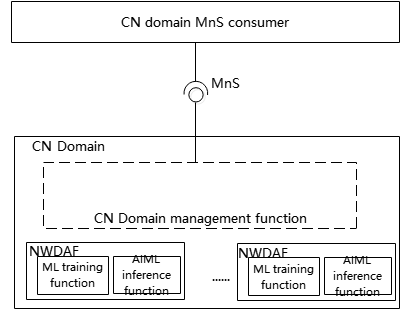 CN domain MnS consumer
MnS
CN Domain
CN Domain management function
NWDAF
ML training
function
AIML
inference
function
......
NWDAF
ML training
function
AIML
inference
function